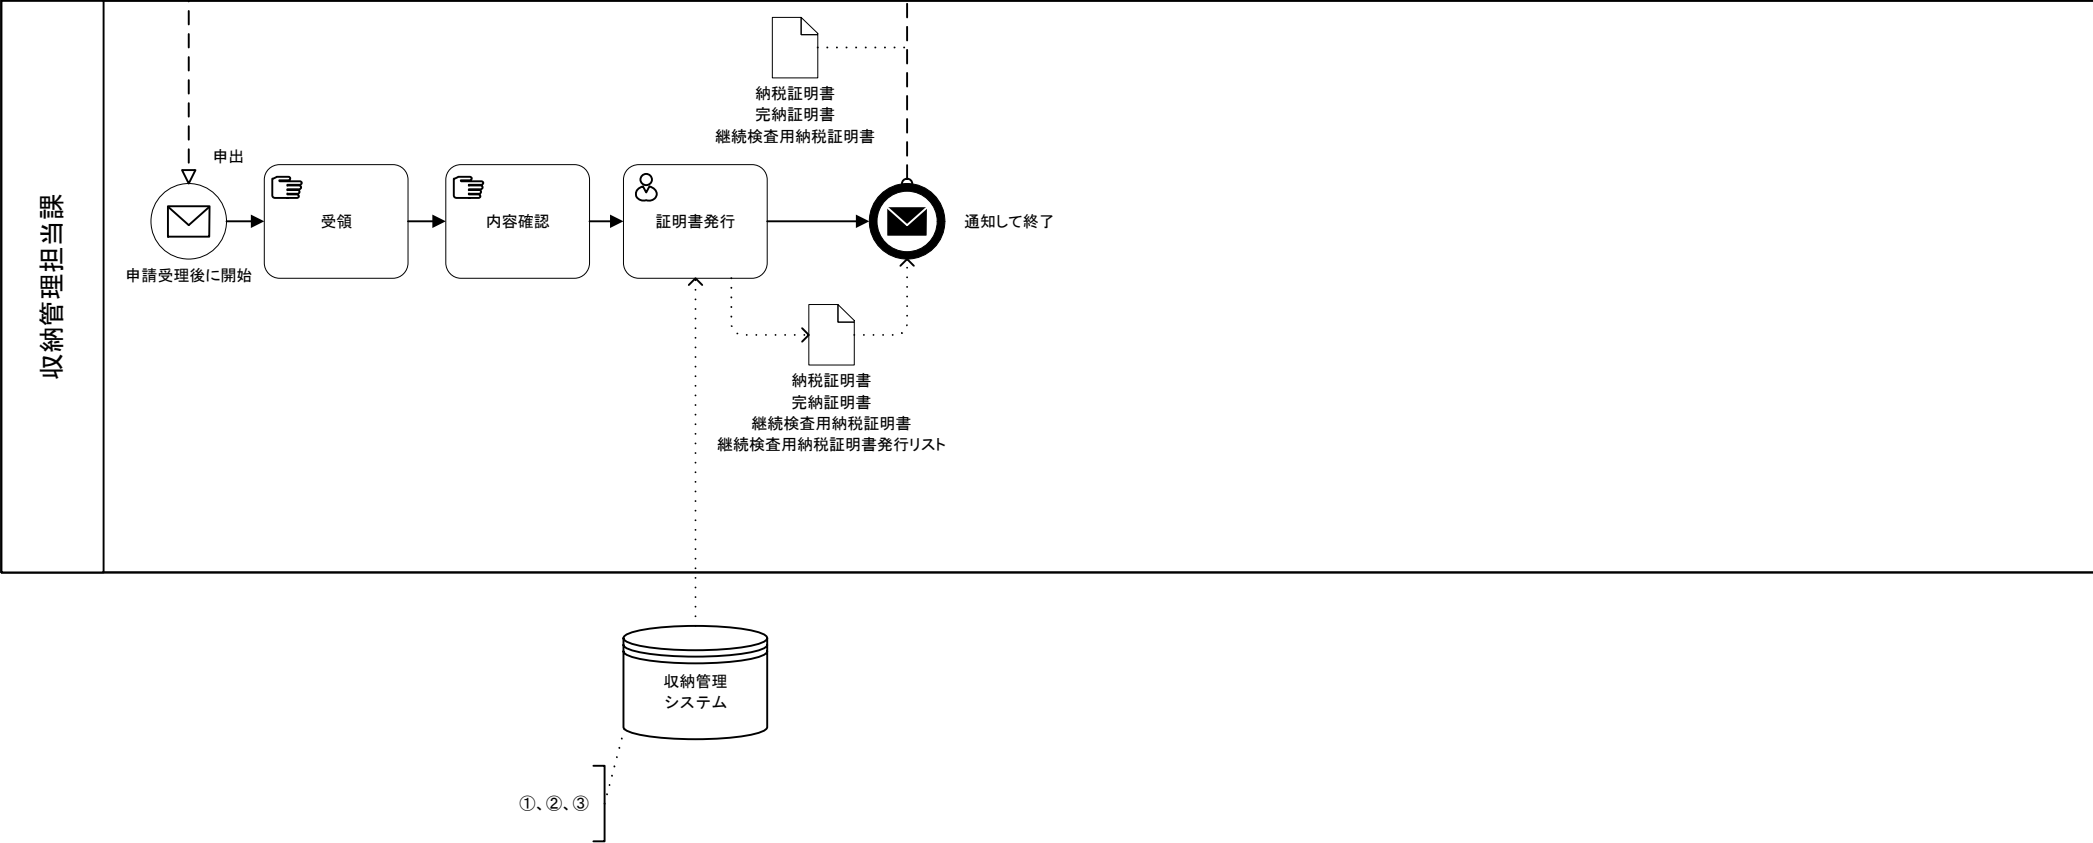 収納管理担当課
納税証明書
完納証明書
継続検査用納税証明書
申出
申請受理後に開始
受領
内容確認
証明書発行
通知して終了
納税証明書
完納証明書
継続検査用納税証明書
継続検査用納税証明書発行リスト
収納管理
システム
①、②、③